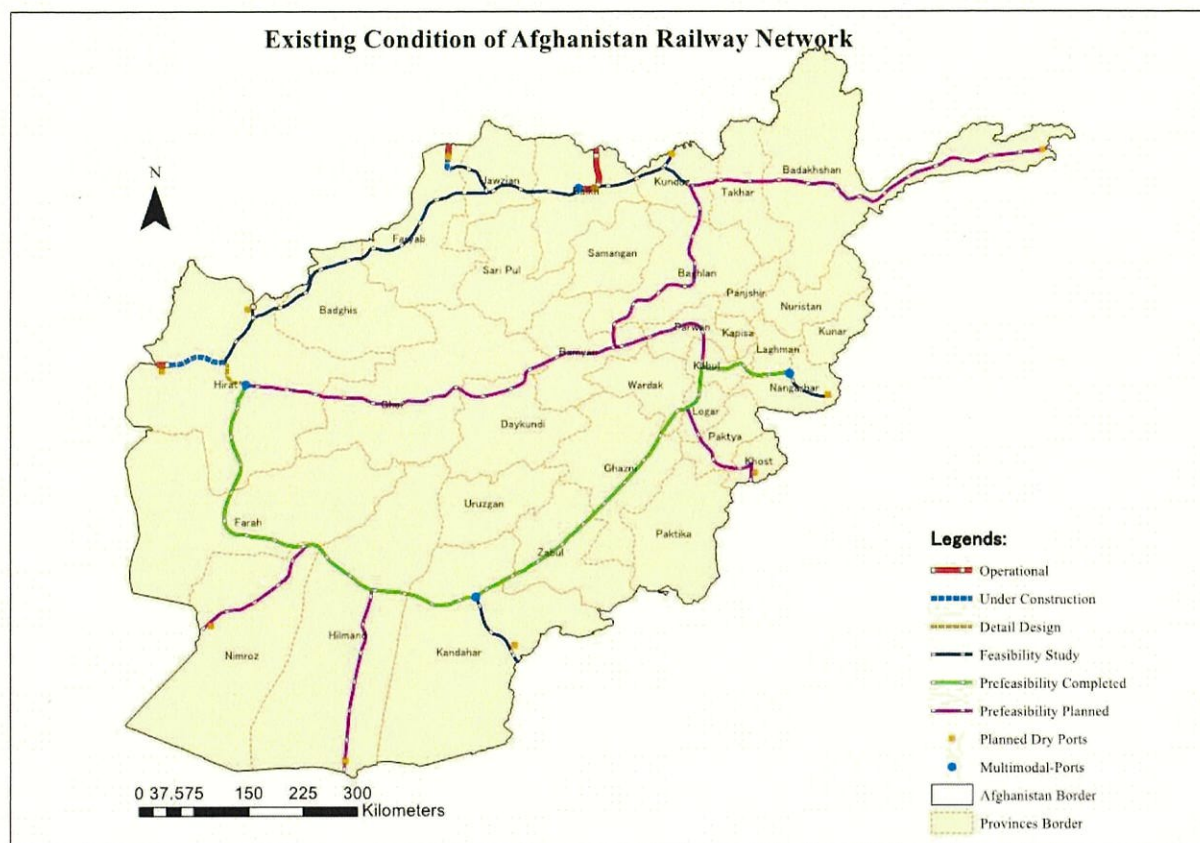 Existing Condition of Afghanistan Railway Network
N
Badakhshan
Jawzjan
Kunduz
Takhar
Balkh
Faryab
Samangan
Sari Pul
Baghlan
Panjshir
Nuristan
Badghis
Parwan
Kapisa
Kunar
Laghman
Bamyan
Kabul
Hirat
Wardak
Nangarhar
Ghor
Logar
Daykundi
Paktya
Khost
Ghazni
Uruzgan
Farah
Paktika
Zabul
Hilmand
Kandahar
Nimroz
Legends:
Operational
Under Construction
Detail Design
Feasibility Study
Prefeasibility Completed
Prefeasibility Planned
Planned Dry Ports
Multimodal-Ports
Afghanistan Border
Provinces Border
0 37.575 150 225 300
Kilometers